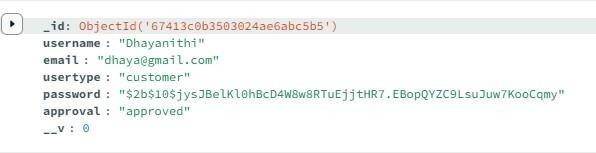 _id: ObjectId('67413c0b3503024ae6abc5b5')
username : "Dhayanithi"
email : "dhaya@gmail.com"
usertype : "customer"
password : "$2b$10$jysJBelKl0hBcD4W8w8RTuEjjtHR7.EBopQYZC9LsuJuw7KooCqmy"
approval : "approved"
__v : 0